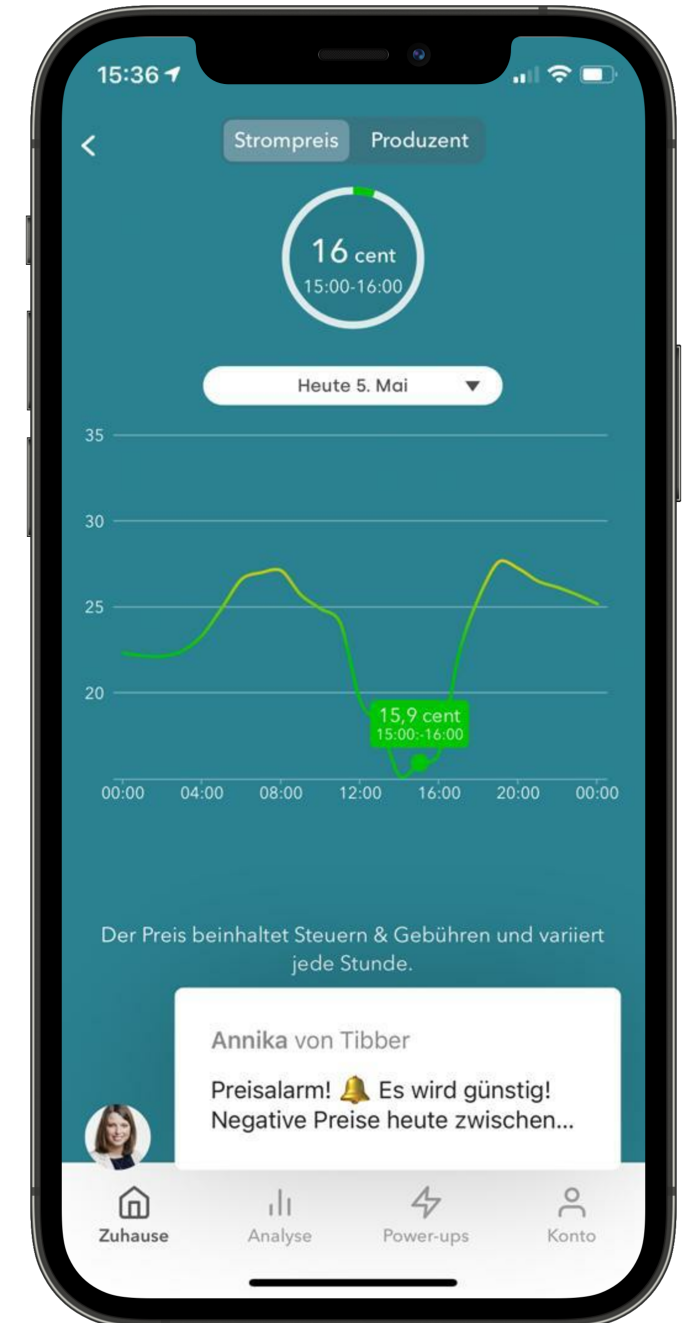 15:36
Strompreis Produzent
16 cent
15:00-16:00
Heute 5. Mai
35
30
25
20
15,9 cent
15:00:-16:00
00:00 04:00 08:00 12:00 16:00 20:00 00:00
Der Preis beinhaltet Steuern & Gebühren und variiert
jede Stunde.
Annika von Tibber
Preisalarm! 🔔 Es wird günstig!
Negative Preise heute zwischen...
Zuhause Analyse Power-ups Konto